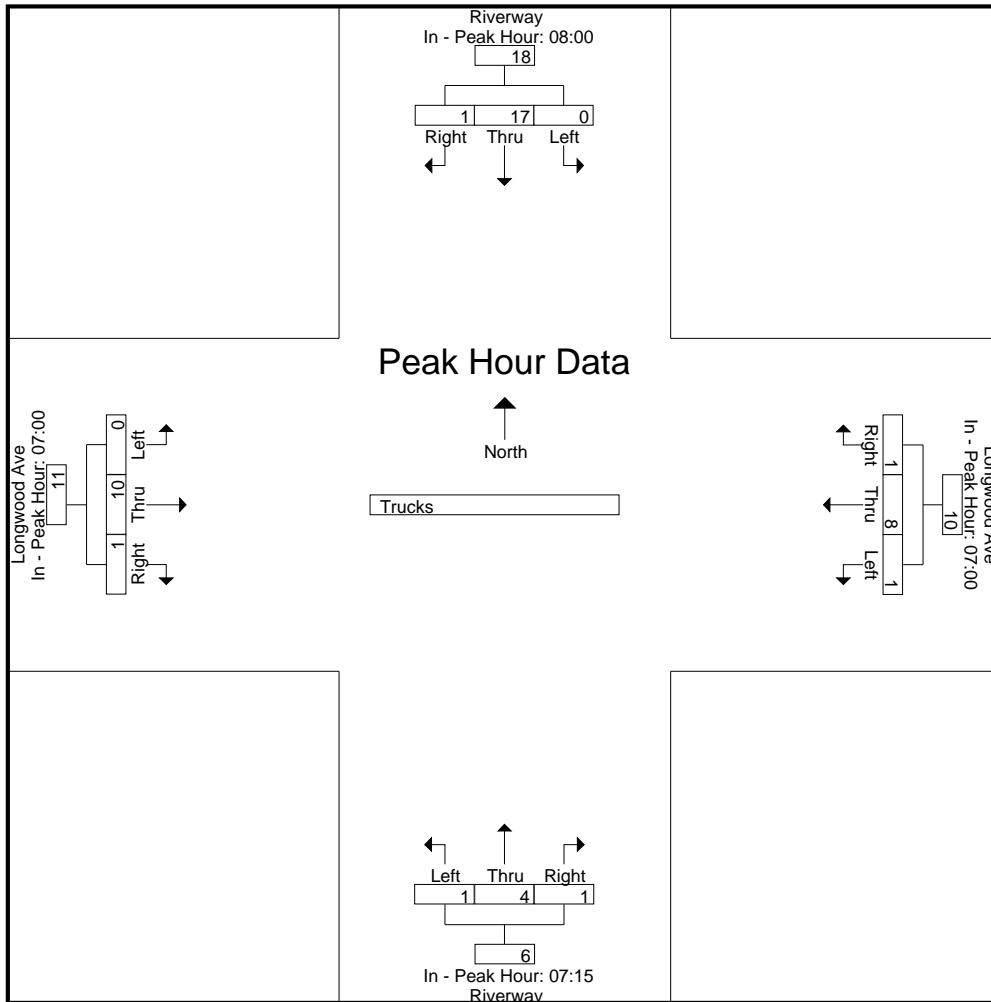 Riverway
In - Peak Hour: 08:00
18
1 17 0
Right Thru Left
Peak Hour Data
North
Trucks
Longwood Ave
In - Peak Hour: 07:00
11
0 10 1
Left Thru Right
Right Thru Left
1 8 1
10
In - Peak Hour: 07:00
Longwood Ave
Left Thru Right
1 4 1
6
In - Peak Hour: 07:15
Riverway